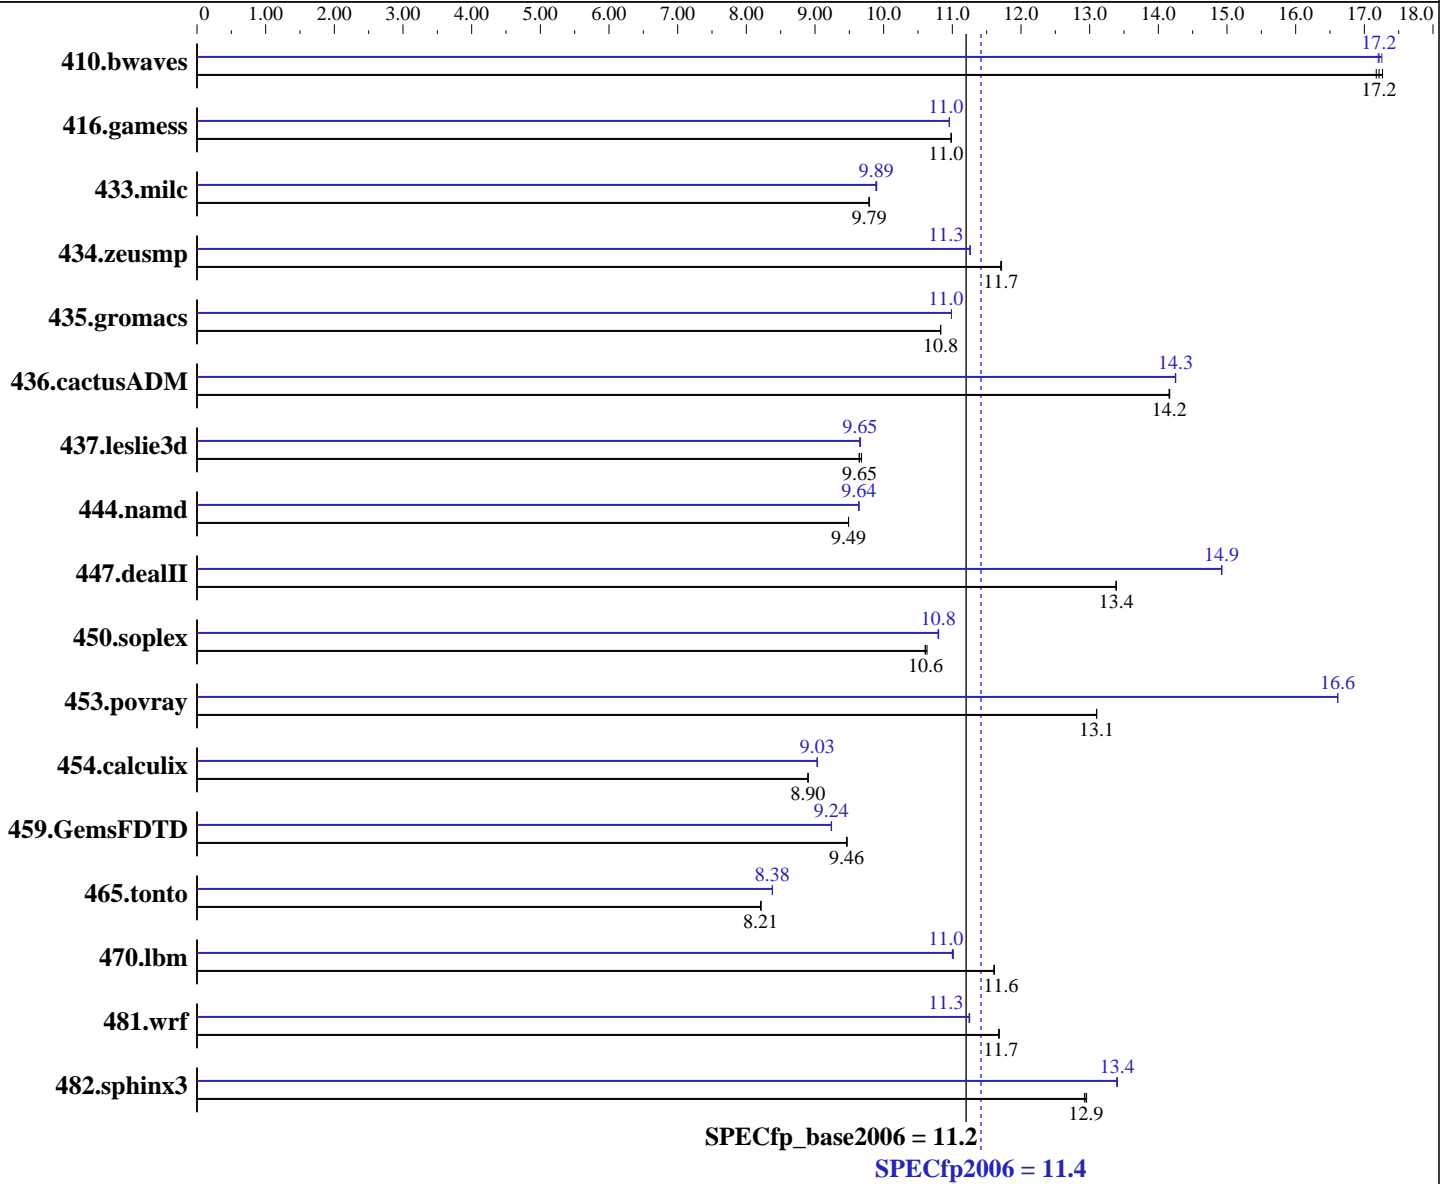 0 1.00 2.00 3.00 4.00 5.00 6.00 7.00 8.00 9.00 10.0 11.0 12.0 13.0 14.0 15.0 16.0 17.0 18.0
17.2
410.bwaves
17.2
11.0
416.gamess
11.0
9.89
433.milc
9.79
11.3
434.zeusmp
11.7
11.0
435.gromacs
10.8
14.3
436.cactusADM
14.2
9.65
437.leslie3d
9.65
9.64
444.namd
9.49
14.9
447.dealII
13.4
10.8
450.soplex
10.6
16.6
453.povray
13.1
9.03
454.calculix
8.90
9.24
459.GemsFDTD
9.46
8.38
465.tonto
8.21
11.0
470.lbm
11.6
11.3
481.wrf
11.7
13.4
482.sphinx3
12.9
SPECfp_base2006 = 11.2
SPECfp2006 = 11.4